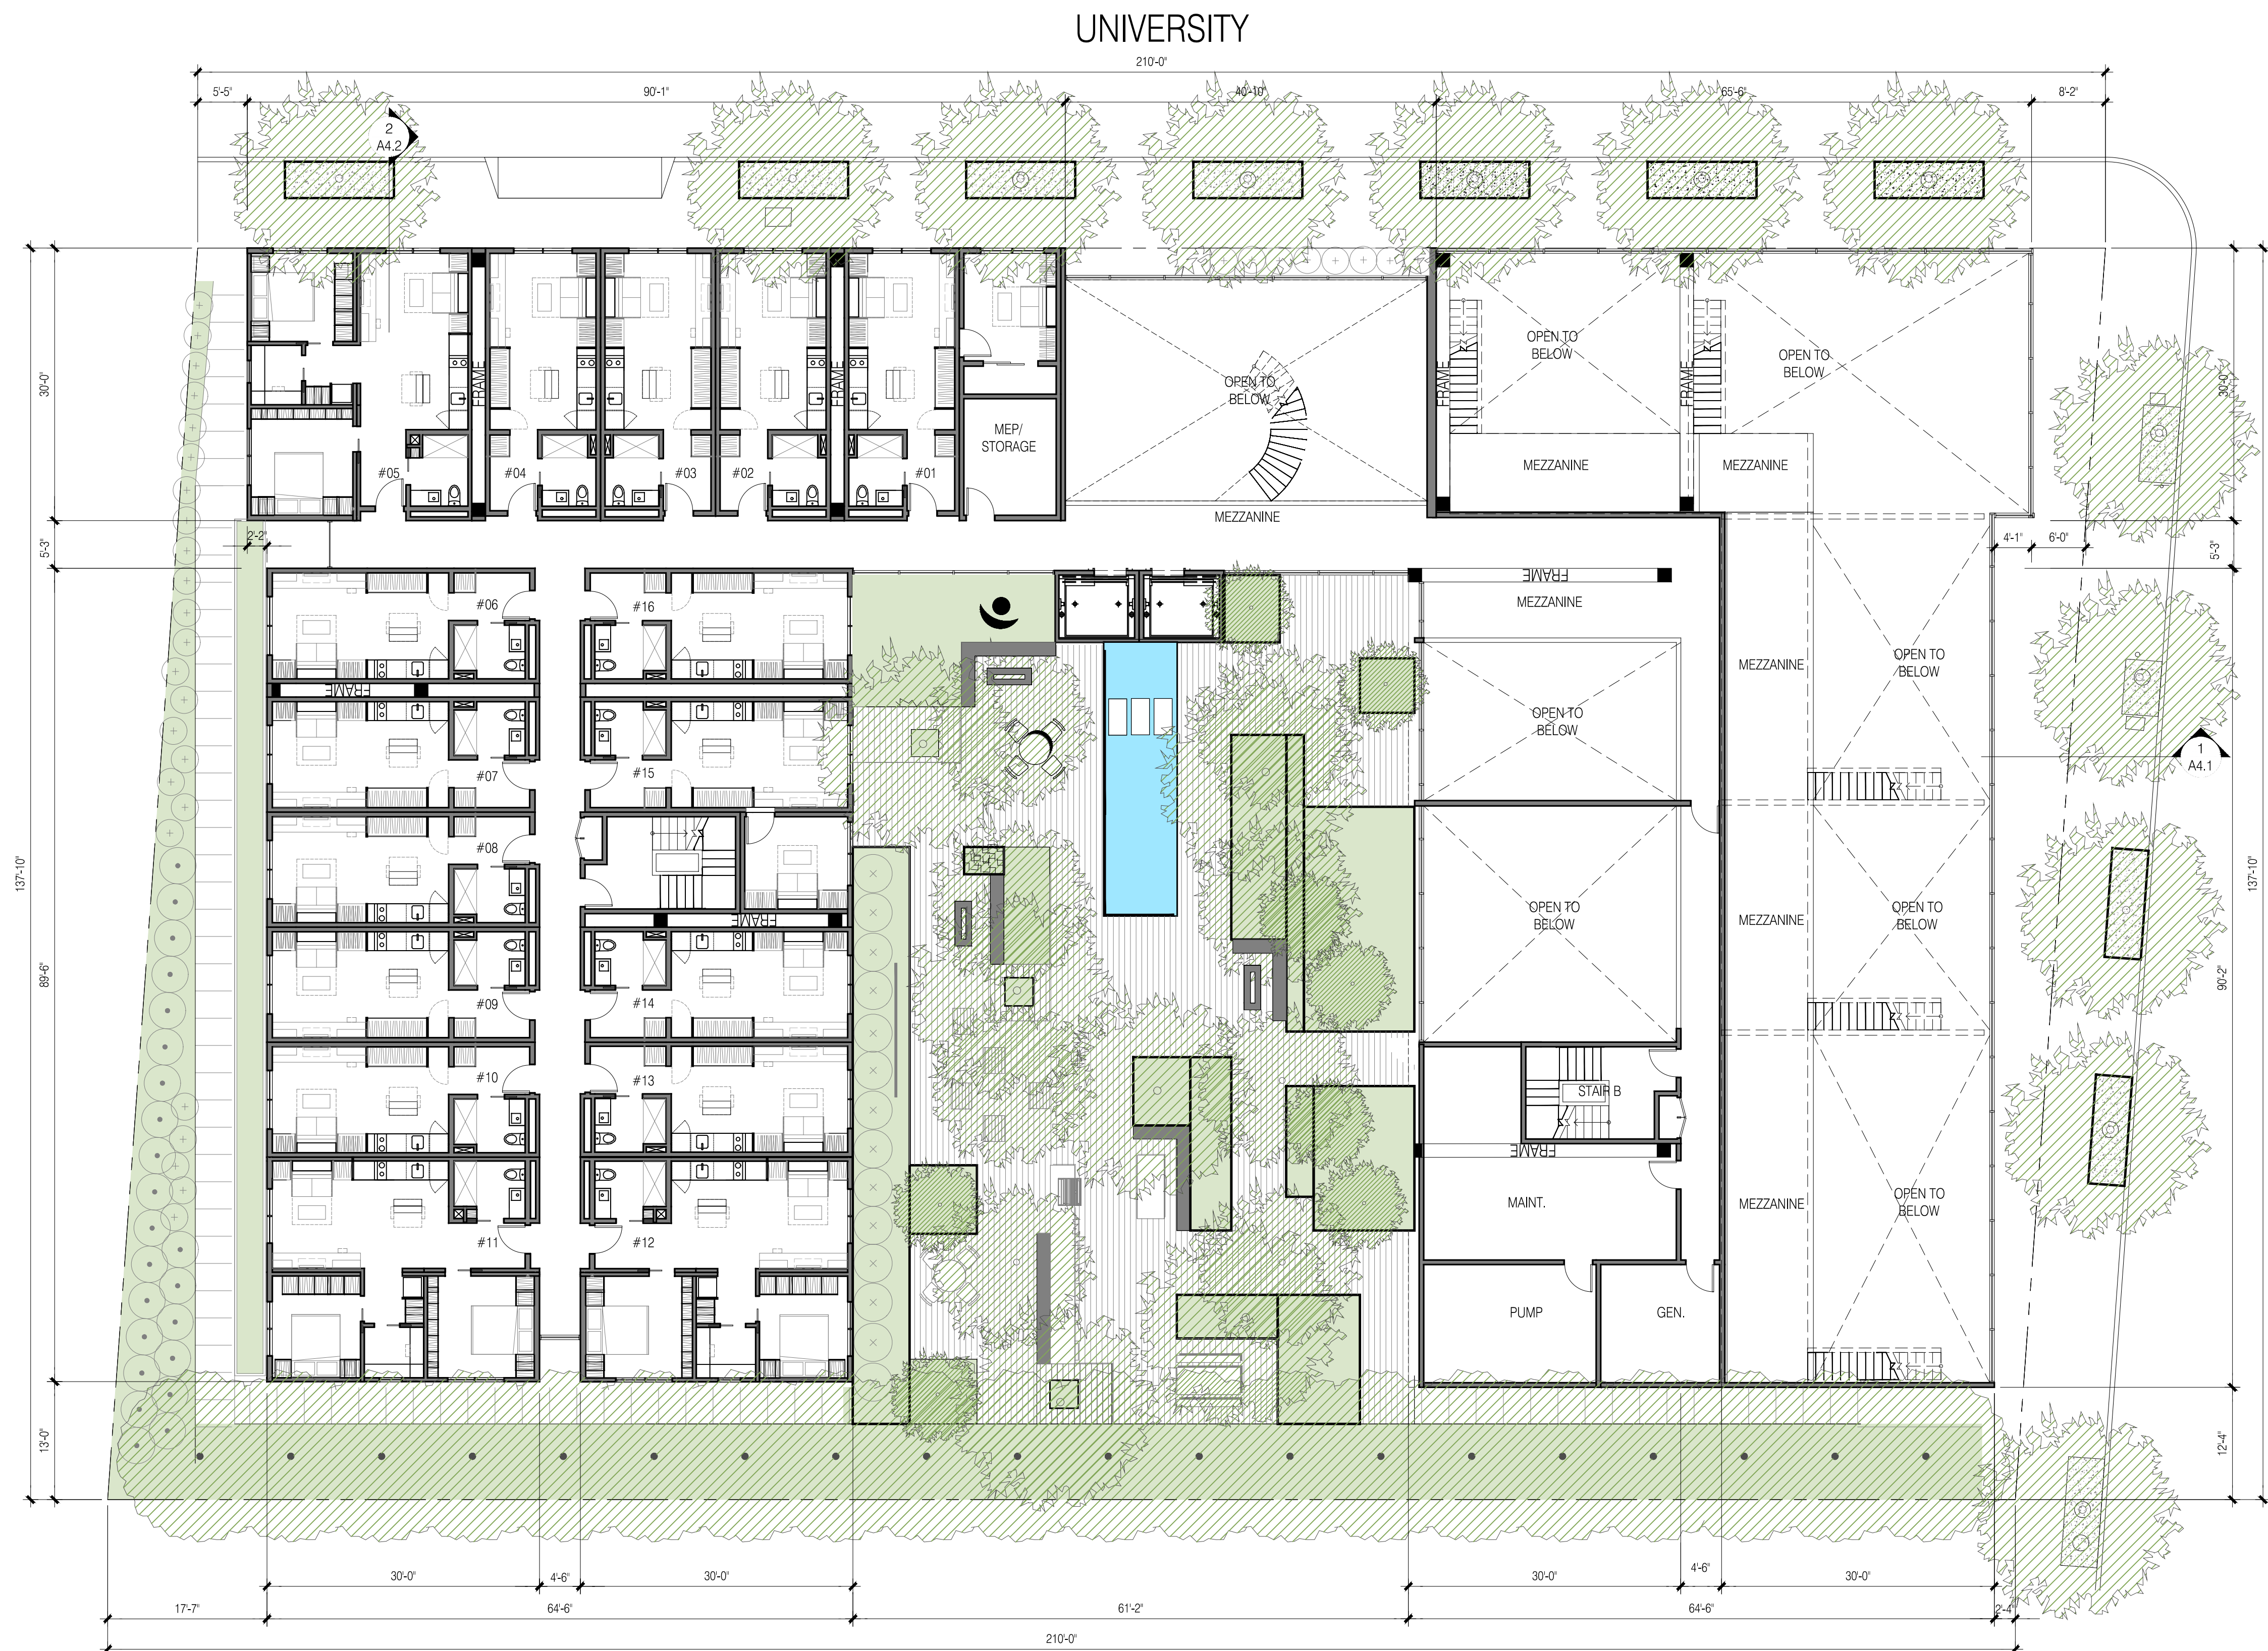 UNIVERSITY
210'-0"
5'-5"
90'-1"
40'-10"
65'-6"
8'-2"
2
A4.2
30'-0"
OPEN TO
BELOW
OPEN TO
BELOW
OPEN TO
BELOW
30'-0"
FRAME
FRAME
FRAME
FRAME
MEP/
STORAGE
MEZZANINE
MEZZANINE
#05
#04
#03
#02
#01
MEZZANINE
5'-3"
2'-2"
4'-1"
6'-0"
5'-3"
FRAME
MEZZANINE
#06
#16
MEZZANINE
OPEN TO
BELOW
FRAME
OPEN TO
BELOW
1
A4.1
#07
#15
137'-10"
#08
137'-10"
FRAME
OPEN TO
BELOW
MEZZANINE
OPEN TO
BELOW
89'-6"
90'-2"
#09
#14
#10
#13
STAIR B
FRAME
MAINT.
MEZZANINE
OPEN TO
BELOW
#11
#12
PUMP
GEN.
13'-0"
12'-4"
30'-0"
4'-6"
30'-0"
30'-0"
4'-6"
30'-0"
17'-7"
64'-6"
61'-2"
64'-6"
2'-4"
210'-0"